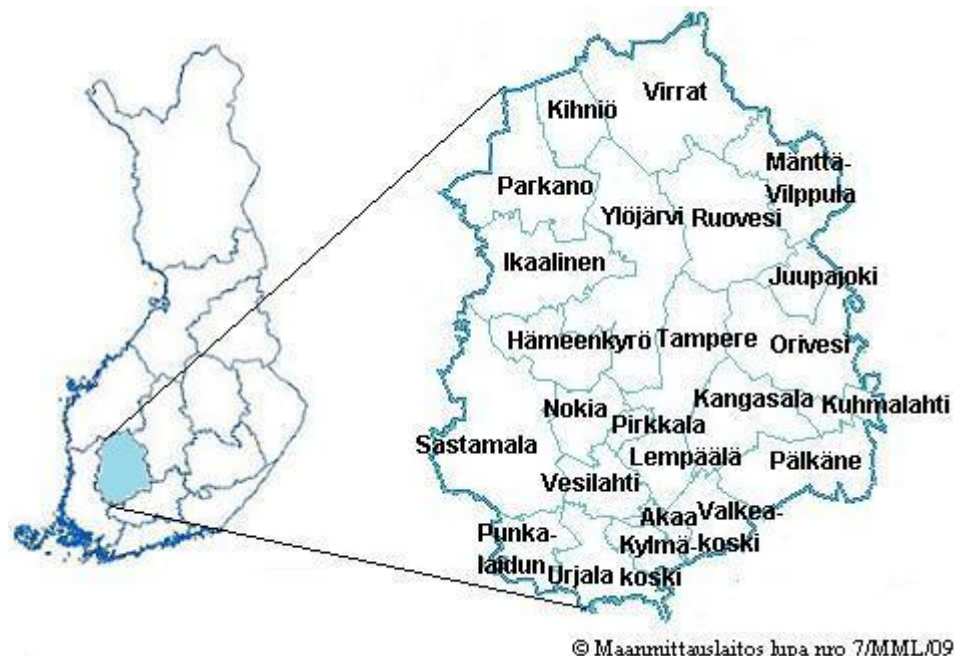 Virrat
Kihniö
Mänttä-
Vilppula
Parkano
Ylöjärvi
Ruovesi
Ikaalinen
Juupajoki
Hämeenkyrö
Tampere
Orivesi
Nokia
Kangasala
Kuhmalahti
Pirkkala
Sastamala
Lempäälä
Pälkäne
Vesilahti
Akaa
Valkea-
koski
Punka-
laidun
Kylmä-
koski
Urjala
© Maanmittauslaitos lupa nro 7/MML/09